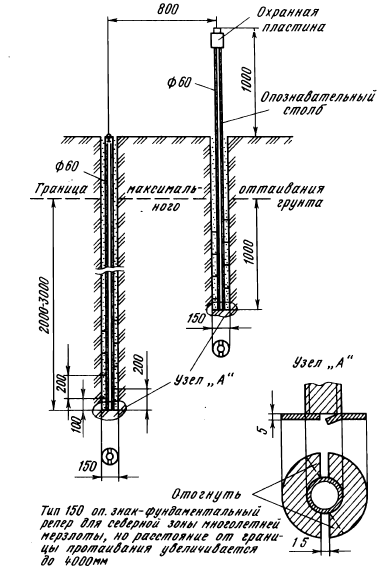 800
Охранная
пластина
Ф60
1000
Опознавательный
столб
Ф60
Граница максималь- оттаивания
ного грунта
2000-3000
1000
150
200
100
200
Узел „А"
150
Узел „А"
5
Отогнуть
15
Тип 150 оп. знак-фундаментальный
репер для северной зоны многолетней
мерзлоты, но расстояние от грани-
цы протаивания увеличивается
до 4000мм